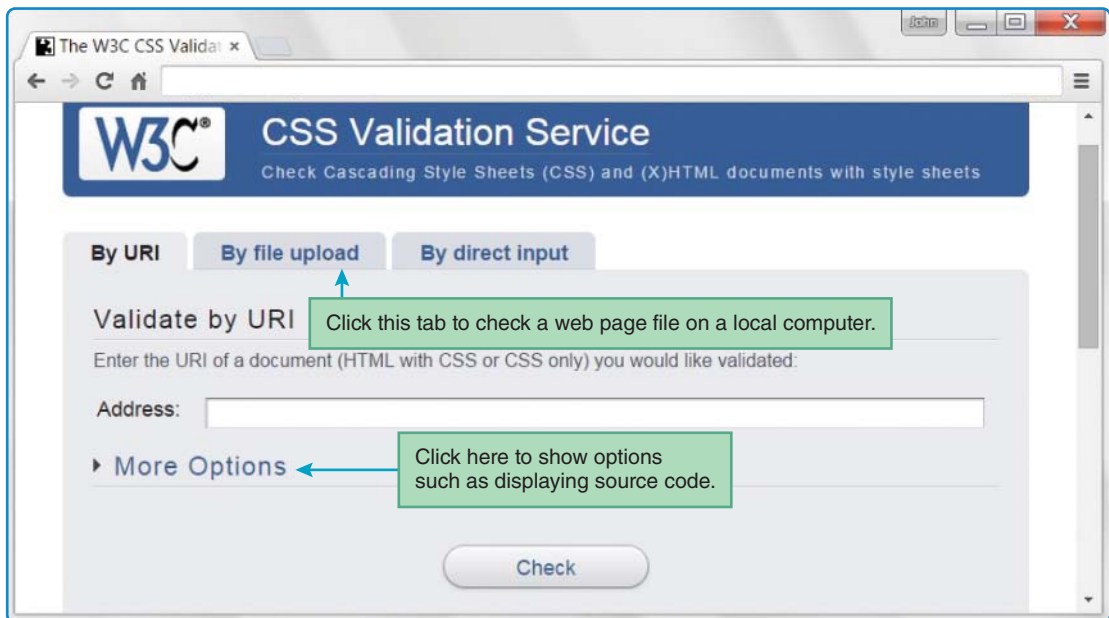 John
The W3C CSS Validat
W3C®
CSS Validation Service
Check Cascading Style Sheets (CSS) and (X)HTML documents with style sheets
By URI By file upload By direct input
Click this tab to check a web page file on a local computer.
Validate by URI
Enter the URI of a document (HTML with CSS or CSS only) you would like validated:
Address:
Click here to show options
such as displaying source code.
More Options
Check